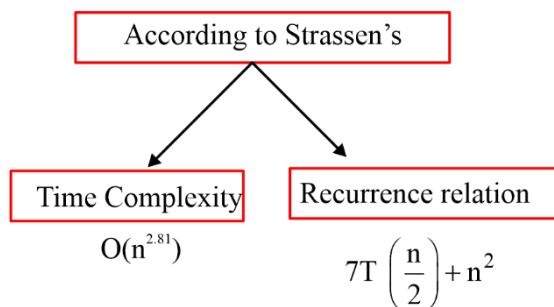 According to Strassen's
Time Complexity
Recurrence relation
O(n^2.81)
7T (n/2) + n^2